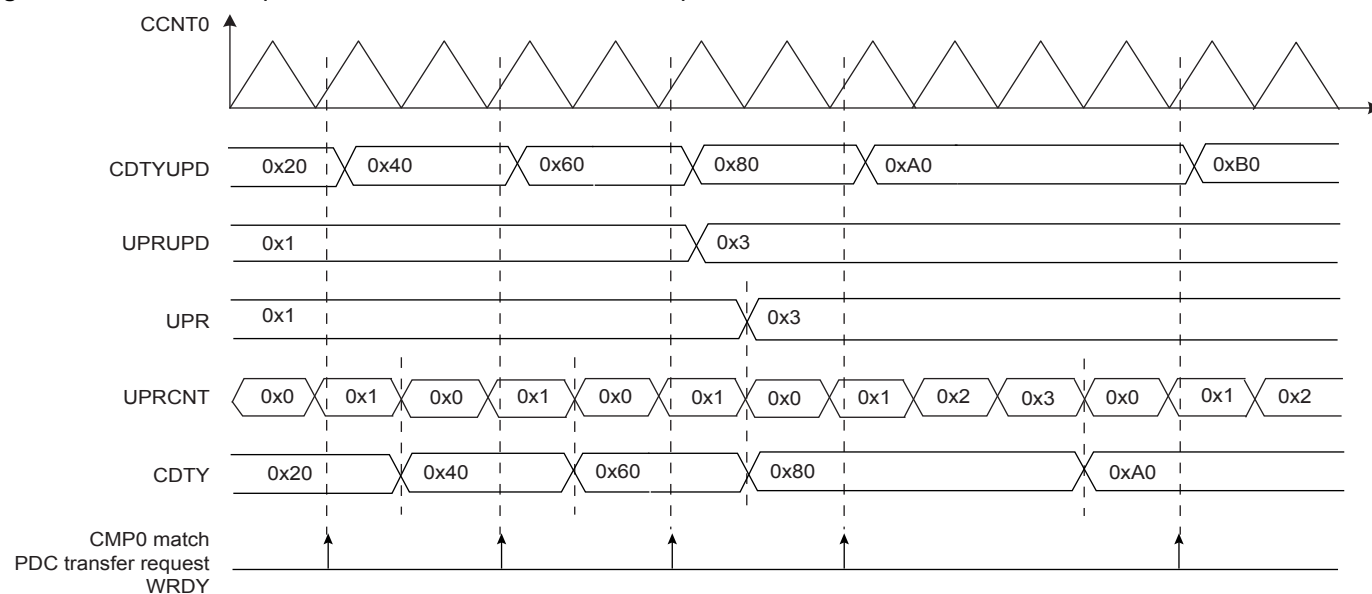 CCNT0
CDTYUPD 0x20 0x40 0x60 0x80 0xA0 0xB0
UPRUPD 0x1 0x3
UPR 0x1 0x3
UPRCNT 0x0 0x1 0x0 0x1 0x0 0x1 0x0 0x1 0x2 0x3 0x0 0x1 0x2
CDTY 0x20 0x40 0x60 0x80 0xA0
CMP0 match
PDC transfer request
WRDY